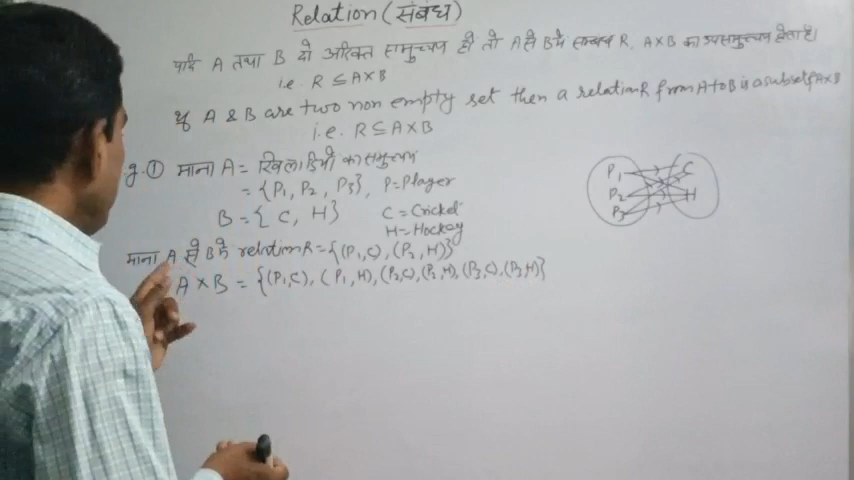 Relation (संबंध)
यदि A तथा B दो अरिक्त समुच्चय हों तो A से B में सम्बन्ध R, A×B का उपसमुच्चय होता है।
i.e. R ⊆ A×B
If A & B are two non empty set then a relation R from A to B is a subset of A×B
i.e. R ⊆ A×B
e.g. ① माना A = खिलाडियों का समुच्चय
= {P₁, P₂, P₃}, P=Player
B = { C, H} C = Cricket
H = Hockey
माना A से B में relation R = {(P₁,C), (P₂,H)}
A × B = {(P₁,C), (P₁,H), (P₂,C), (P₂,H), (P₃,C), (P₃,H)}
P₁ C
P₂ H
P₃